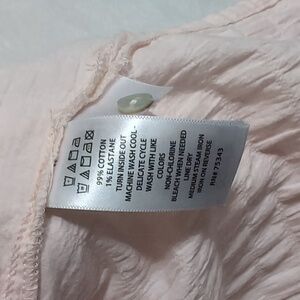 99% COTTON
1% ELASTANE
TURN INSIDE OUT
MACHINE WASH COOL -
DELICATE CYCLE
WASH WITH LIKE
COLORS
NON-CHLORINE
BLEACH WHEN NEEDED
LINE DRY
MEDIUM STEAM IRON
IRON ON REVERSE
RN# 73343